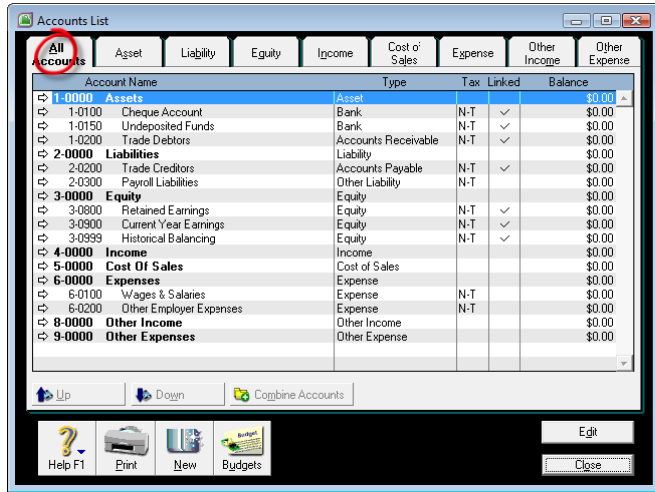 Accounts List
All Accounts Asset Liability Equity Income Cost of Sales Expense Other Income Other Expense
Account Name Type Tax Linked Balance
1-0000 Assets Asset $0.00
1-0100 Cheque Account Bank N-T ✓ $0.00
1-0150 Undeposited Funds Bank N-T ✓ $0.00
1-0200 Trade Debtors Accounts Receivable N-T ✓ $0.00
2-0000 Liabilities Liability $0.00
2-0200 Trade Creditors Accounts Payable N-T ✓ $0.00
2-0300 Payroll Liabilities Other Liability N-T $0.00
3-0000 Equity Equity $0.00
3-0800 Retained Earnings Equity N-T ✓ $0.00
3-0900 Current Year Earnings Equity N-T ✓ $0.00
3-0999 Historical Balancing Equity N-T ✓ $0.00
4-0000 Income Income $0.00
5-0000 Cost Of Sales Cost of Sales $0.00
6-0000 Expenses Expense $0.00
6-0100 Wages & Salaries Expense N-T $0.00
6-0200 Other Employer Expenses Expense N-T $0.00
8-0000 Other Income Other Income $0.00
9-0000 Other Expenses Other Expense $0.00
Up Down Combine Accounts
Budget
Help F1 Print New Budgets
Edit
Close